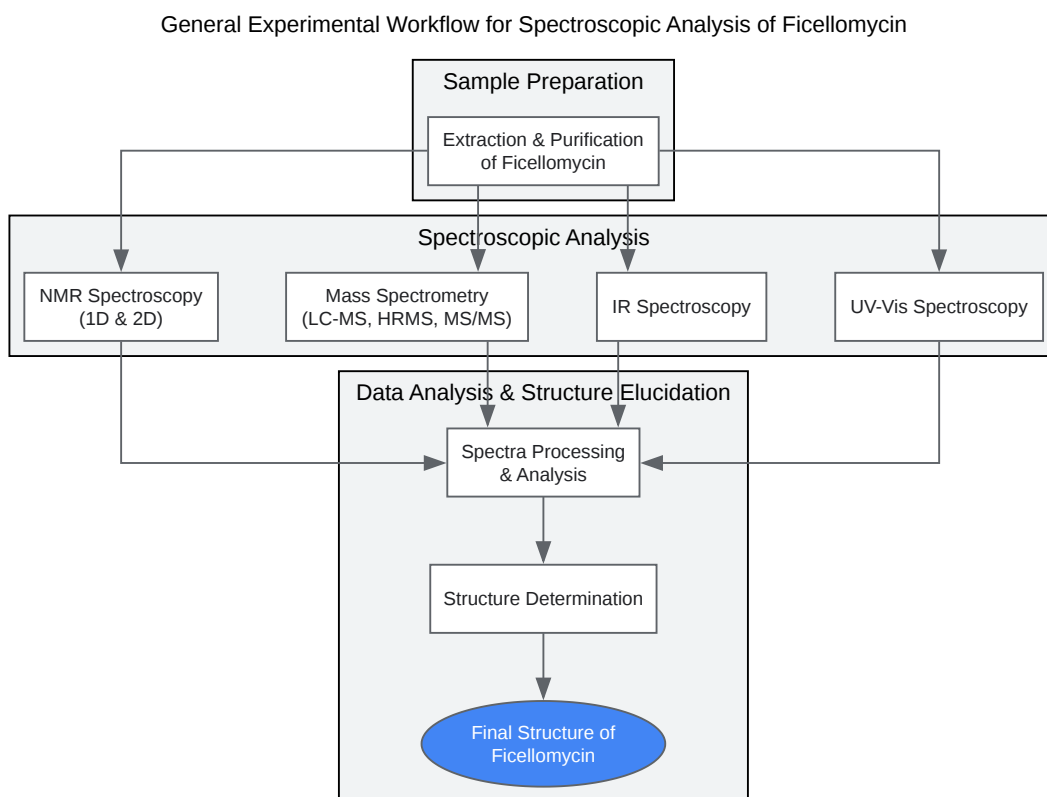 General Experimental Workflow for Spectroscopic Analysis of Ficellomycin
Sample Preparation
Extraction & Purification
of Ficellomycin
Spectroscopic Analysis
NMR Spectroscopy
(1D & 2D)
Mass Spectrometry
(LC-MS, HRMS, MS/MS)
IR Spectroscopy
UV-Vis Spectroscopy
Data Analysis & Structure Elucidation
Spectra Processing
& Analysis
Structure Determination
Final Structure of
Ficellomycin